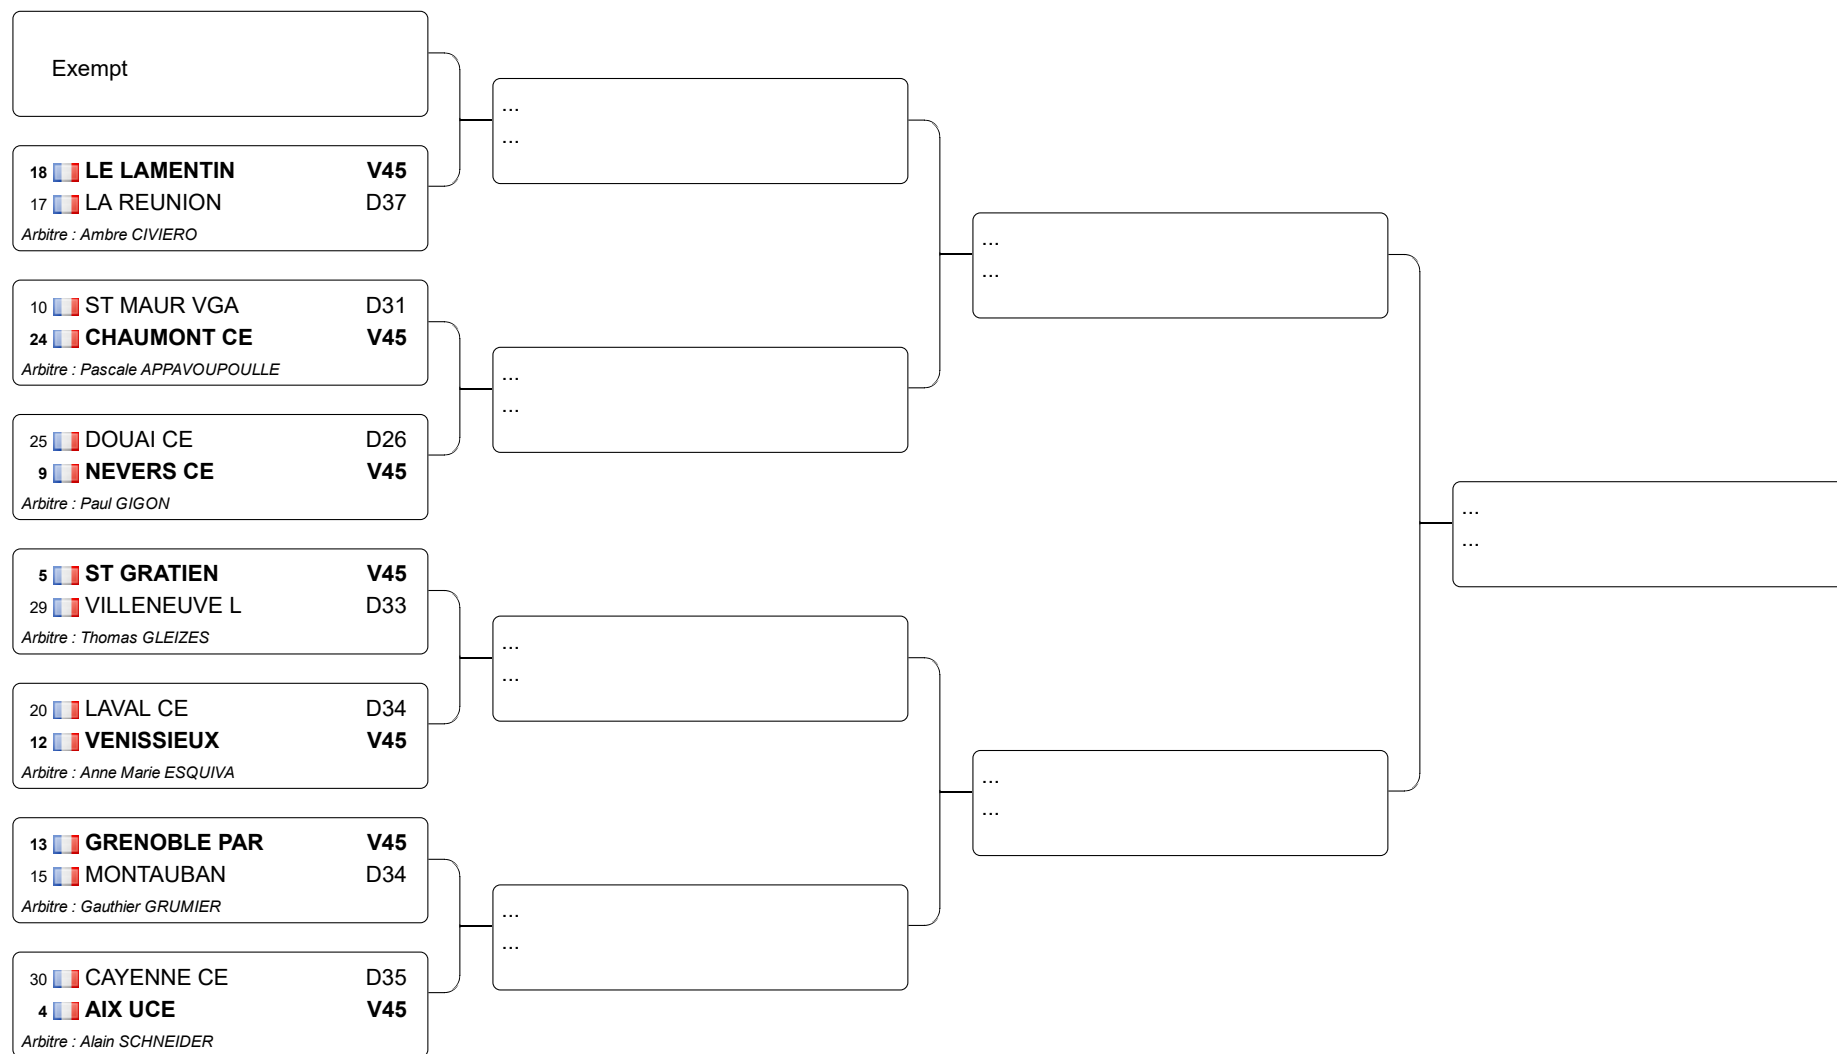 Exempt
18 LE LAMENTIN V45
17 LA REUNION D37
Arbitre : Ambre CIVIERO
10 ST MAUR VGA D31
24 CHAUMONT CE V45
Arbitre : Pascale APPAVOUPOULLE
25 DOUAI CE D26
9 NEVERS CE V45
Arbitre : Paul GIGON
5 ST GRATIEN V45
29 VILLENEUVE L D33
Arbitre : Thomas GLEIZES
20 LAVAL CE D34
12 VENISSIEUX V45
Arbitre : Anne Marie ESQUIVA
13 GRENOBLE PAR V45
15 MONTAUBAN D34
Arbitre : Gauthier GRUMIER
30 CAYENNE CE D35
4 AIX UCE V45
Arbitre : Alain SCHNEIDER
...
...
...
...
...
...
...
...
...
...
...
...
...
...